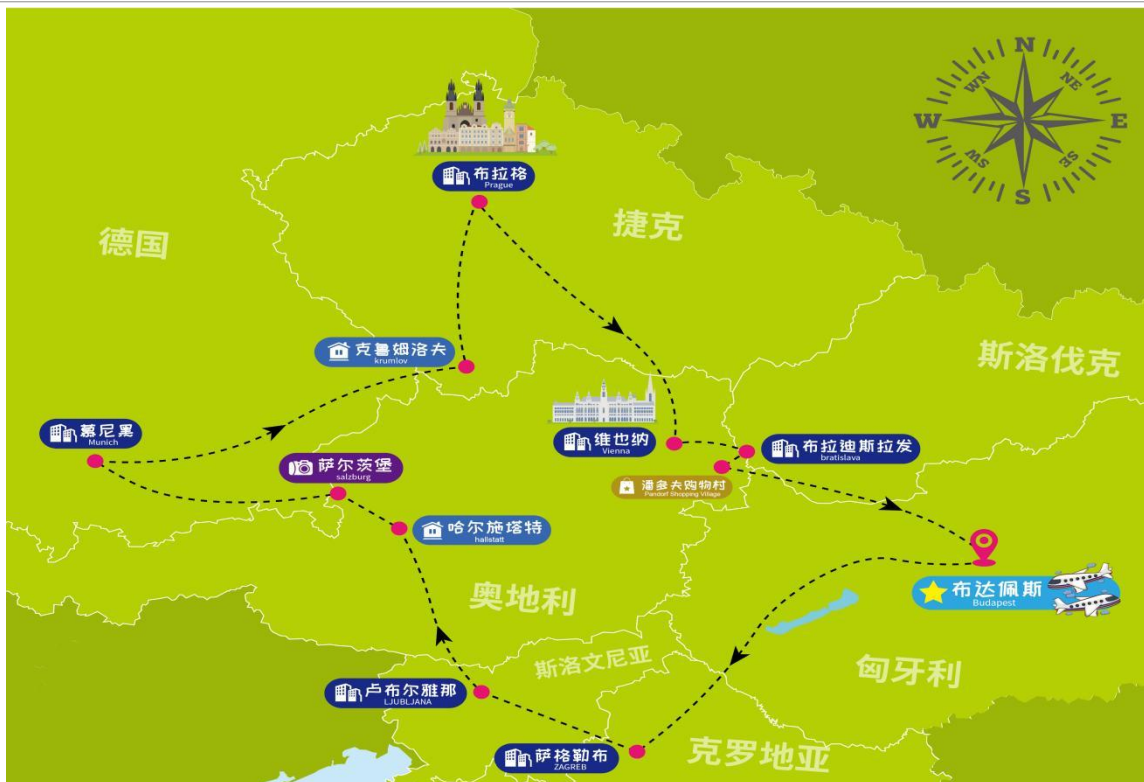 N
WN
NE
W
E
SW
SE
S
布拉格
Prague
德国
捷克
克鲁姆洛夫
krumlov
斯洛伐克
慕尼黑
Munich
维也纳
Vienna
布拉迪斯拉发
bratislava
萨尔茨堡
salzburg
潘多夫购物村
Pandorf Shopping Village
哈尔施塔特
hallstatt
布达佩斯
Budapest
奥地利
斯洛文尼亚
匈牙利
卢布尔雅那
LJUBLJANA
萨格勒布
ZAGREB
克罗地亚